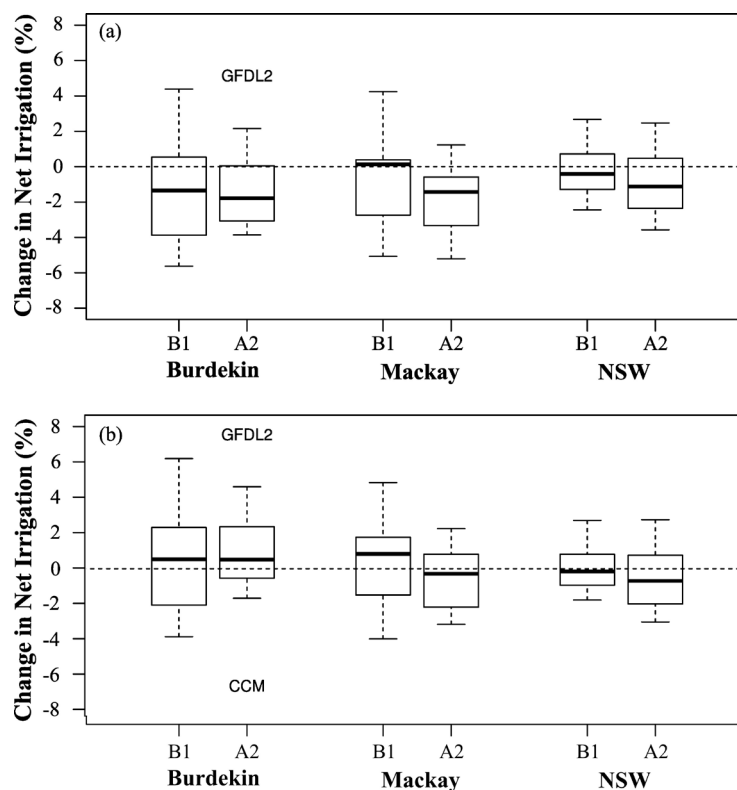 (a)
GFDL2
Change in Net Irrigation (%)
8
6
4
2
0
-2
-4
-6
-8
B1 A2 B1 A2 B1 A2
Burdekin Mackay NSW
(b)
GFDL2
Change in Net Irrigation (%)
8
6
4
2
0
-2
-4
-6
-8
CCM
B1 A2 B1 A2 B1 A2
Burdekin Mackay NSW